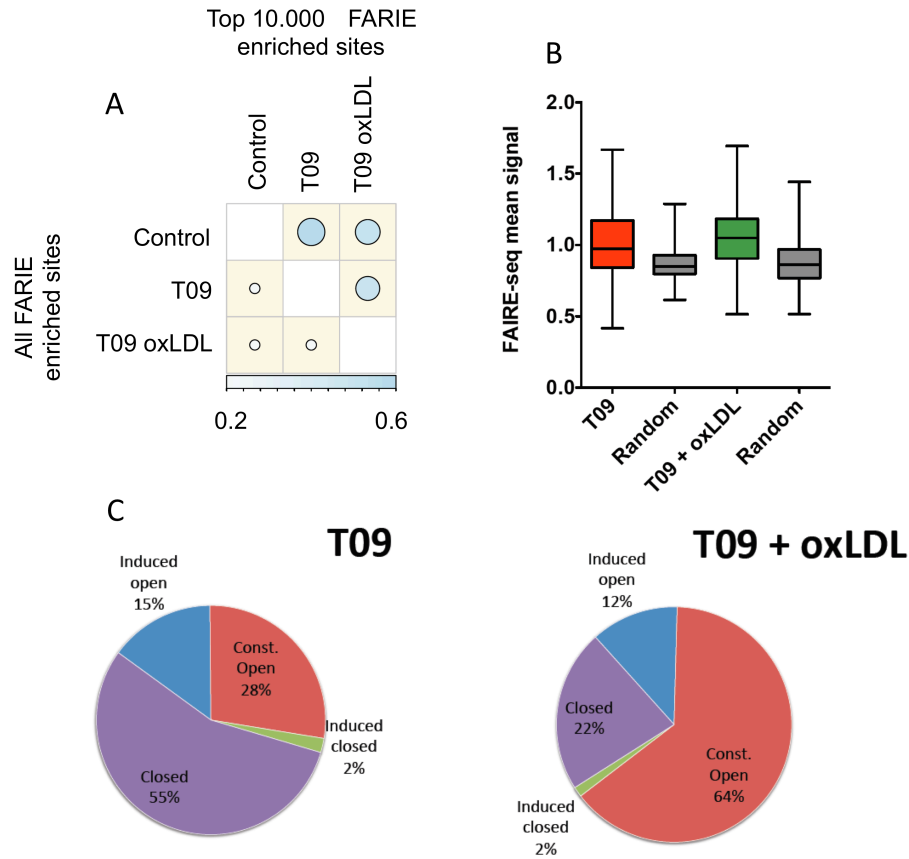 Top 10.000 FARIE
enriched sites
A
Control
T09
T09 oxLDL
All FARIE
enriched sites
Control
T09
T09 oxLDL
0.2
0.6
B
FAIRE-seq mean signal
2.0
1.5
1.0
0.5
0.0
T09
Random
T09 + oxLDL
Random
C
T09
Induced
open
15%
Const.
Open
28%
Induced
closed
2%
Closed
55%
T09 + oxLDL
Induced
open
12%
Closed
22%
Const.
Open
64%
Induced
closed
2%